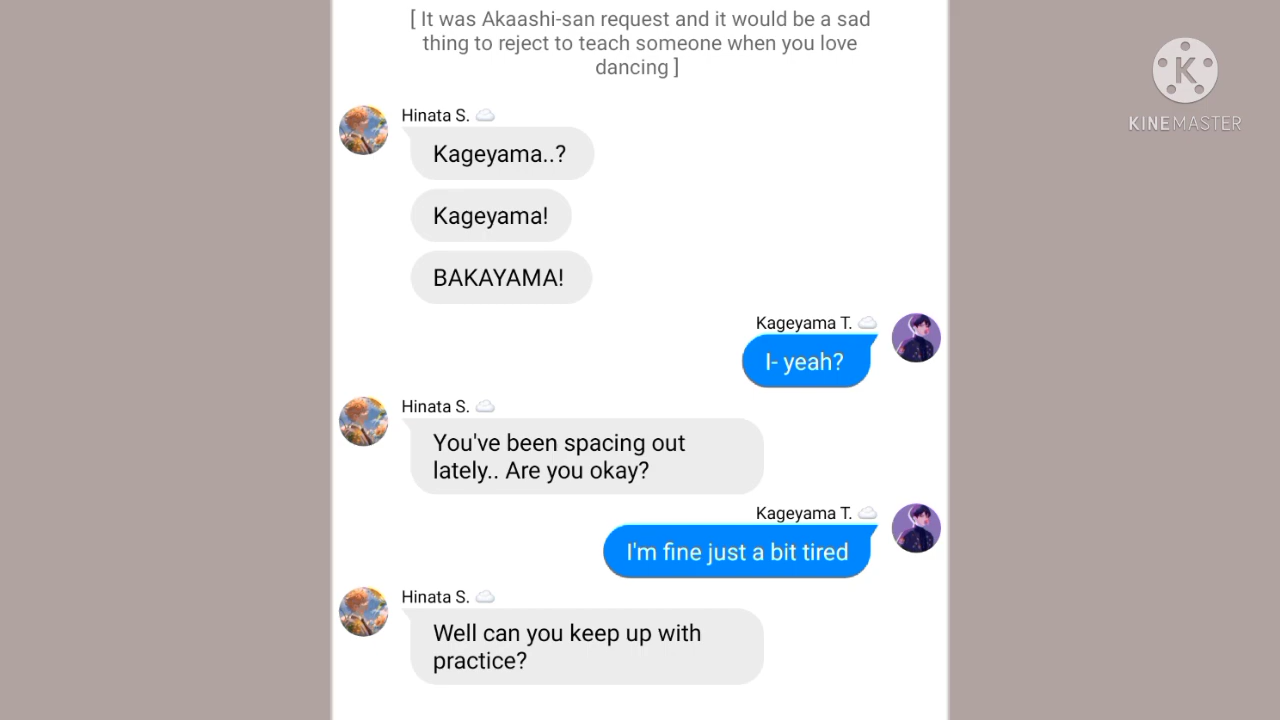 [ It was Akaashi-san request and it would be a sad
thing to reject to teach someone when you love
dancing ]
Hinata S. ☁️
Kageyama..?
Kageyama!
BAKAYAMA!
Kageyama T. ☁️
I- yeah?
Hinata S. ☁️
You've been spacing out
lately.. Are you okay?
Kageyama T. ☁️
I'm fine just a bit tired
Hinata S. ☁️
Well can you keep up with
practice?
K
KINEMASTER